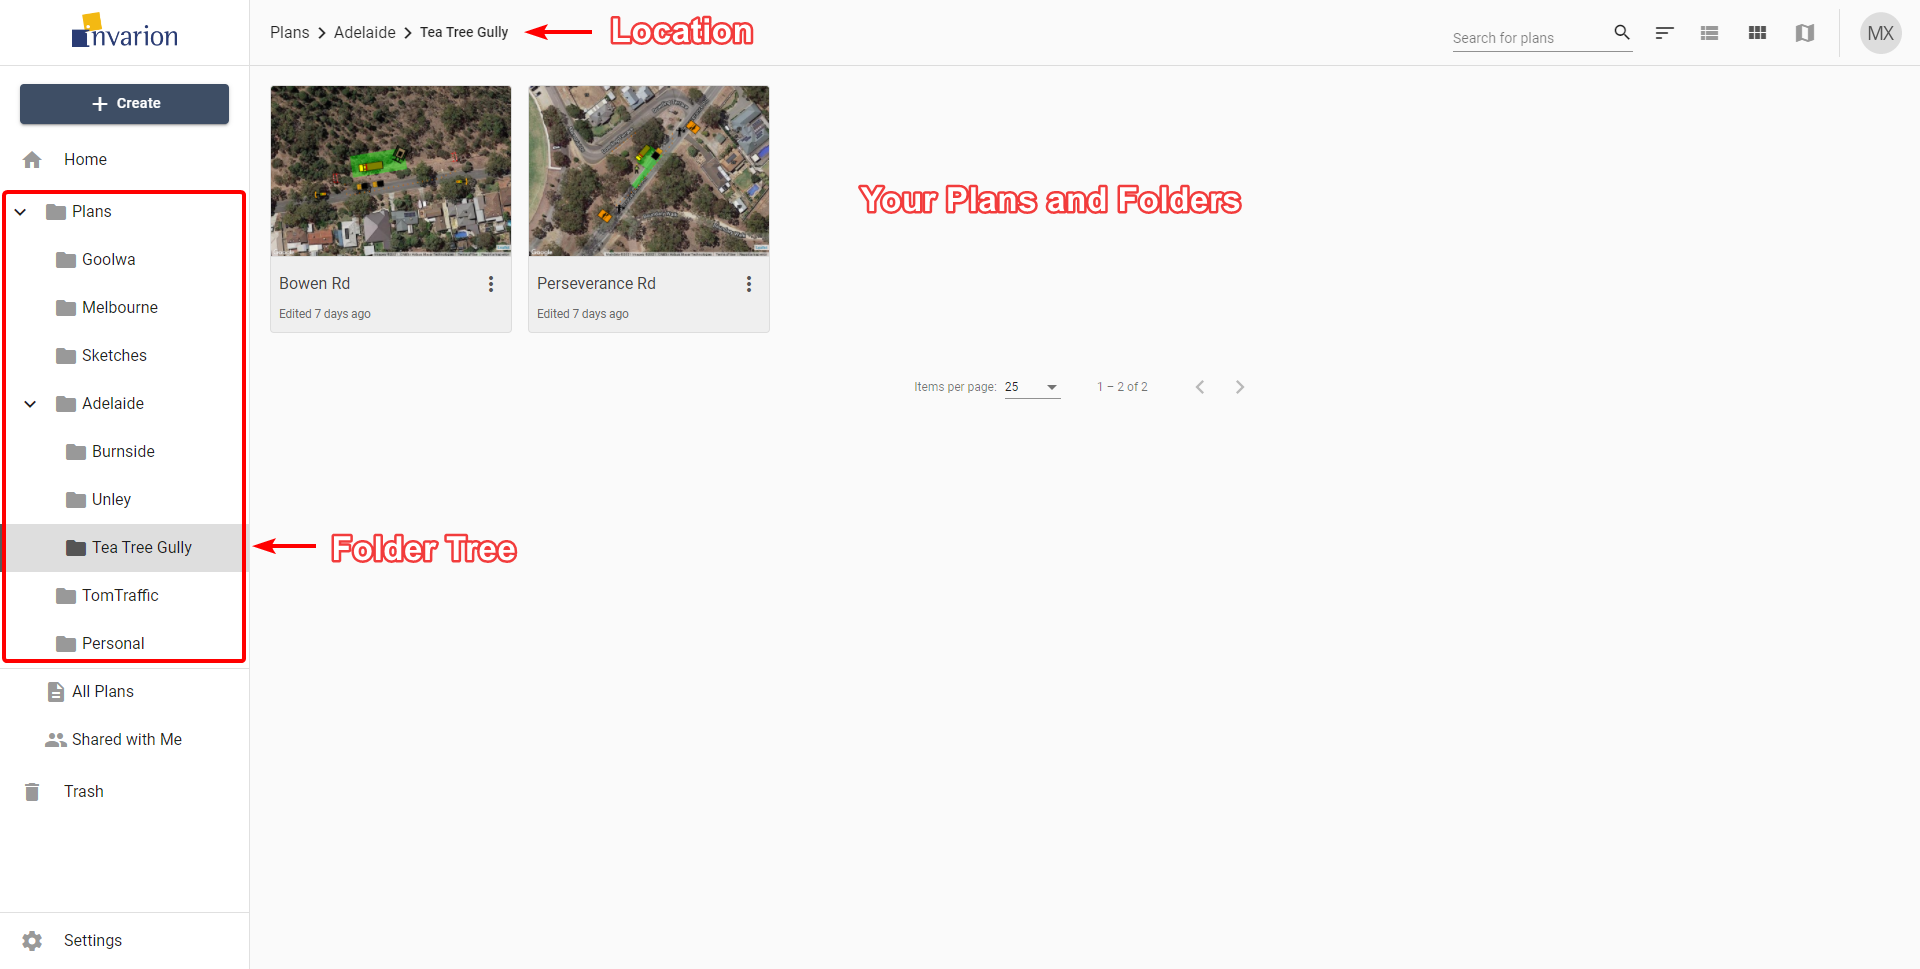 invarion
Plans > Adelaide > Tea Tree Gully
Location
Search for plans
MX
+ Create
Home
Plans
Goolwa
Melbourne
Sketches
Adelaide
Burnside
Unley
Tea Tree Gully
TomTraffic
Personal
All Plans
Shared with Me
Trash
Settings
Folder Tree
Bowen Rd
Edited 7 days ago
Perseverance Rd
Edited 7 days ago
Your Plans and Folders
Items per page: 25
1 – 2 of 2